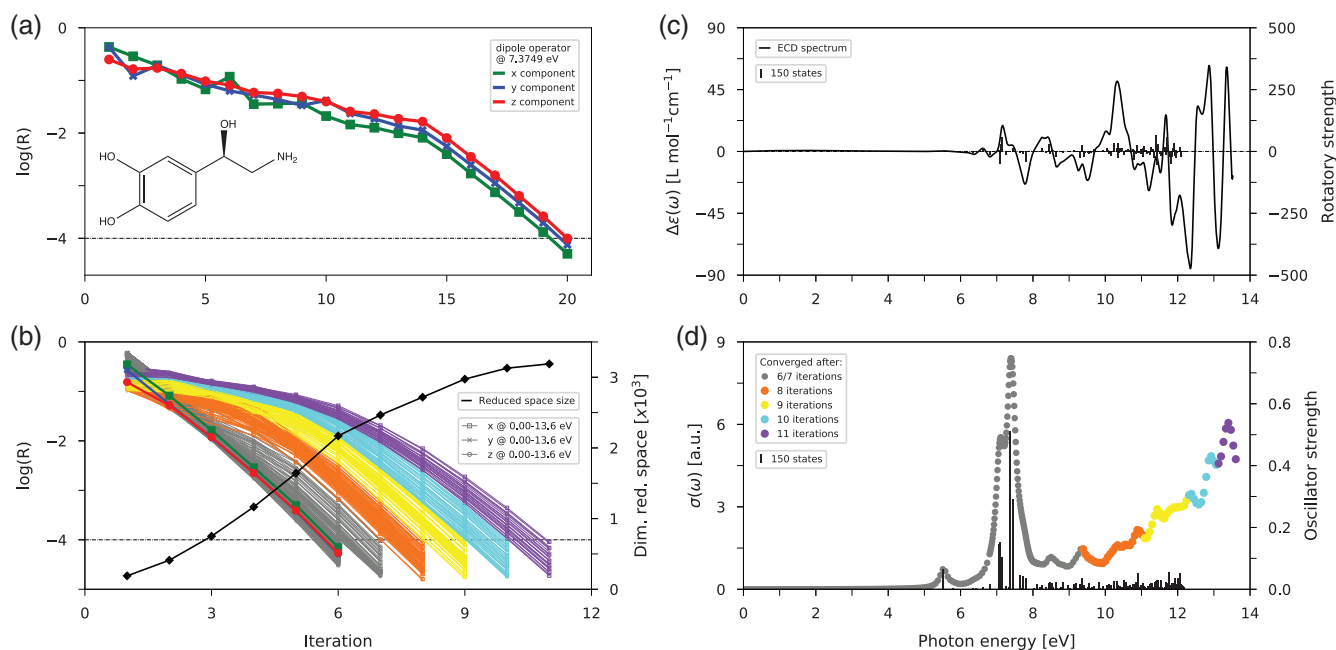 (a)
0
−2
−4
log(R)
0
5
10
15
20
dipole operator
@ 7.3749 eV
x component
y component
z component
OH
NH2
HO
HO
(b)
0
−2
−4
log(R)
0
3
6
9
12
Iteration
3
2
1
0
Dim. red. space [x10³]
Reduced space size
x @ 0.00-13.6 eV
y @ 0.00-13.6 eV
z @ 0.00-13.6 eV
(c)
90
45
0
−45
−90
Δε(ω) [L mol⁻¹cm⁻¹]
500
250
0
−250
−500
Rotatory strength
ECD spectrum
150 states
0
2
4
6
8
10
12
14
(d)
9
6
3
0
σ(ω) [a.u.]
0.8
0.6
0.4
0.2
0.0
Oscillator strength
Converged after:
6/7 iterations
8 iterations
9 iterations
10 iterations
11 iterations
150 states
0
2
4
6
8
10
12
14
Photon energy [eV]